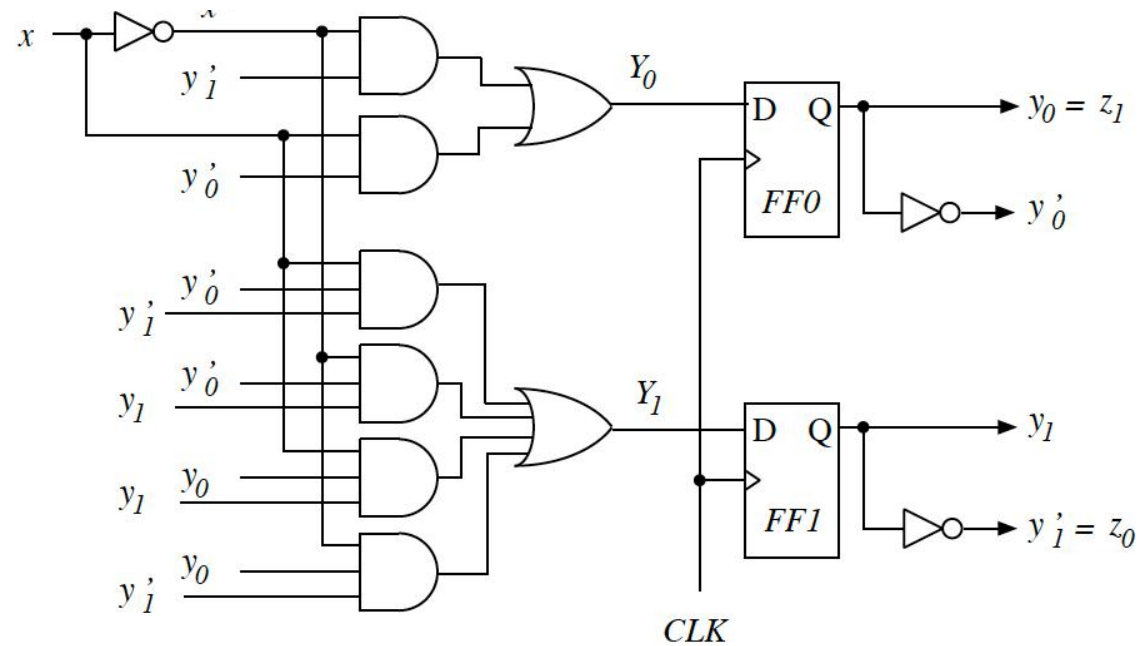 x
y'1
Y0
D Q
y0 = z1
y'0
FF0
y'0
y'0
y'1
y'0
y1
Y1
D Q
y1
y0
y1
FF1
y'1 = z0
y0
y'1
CLK